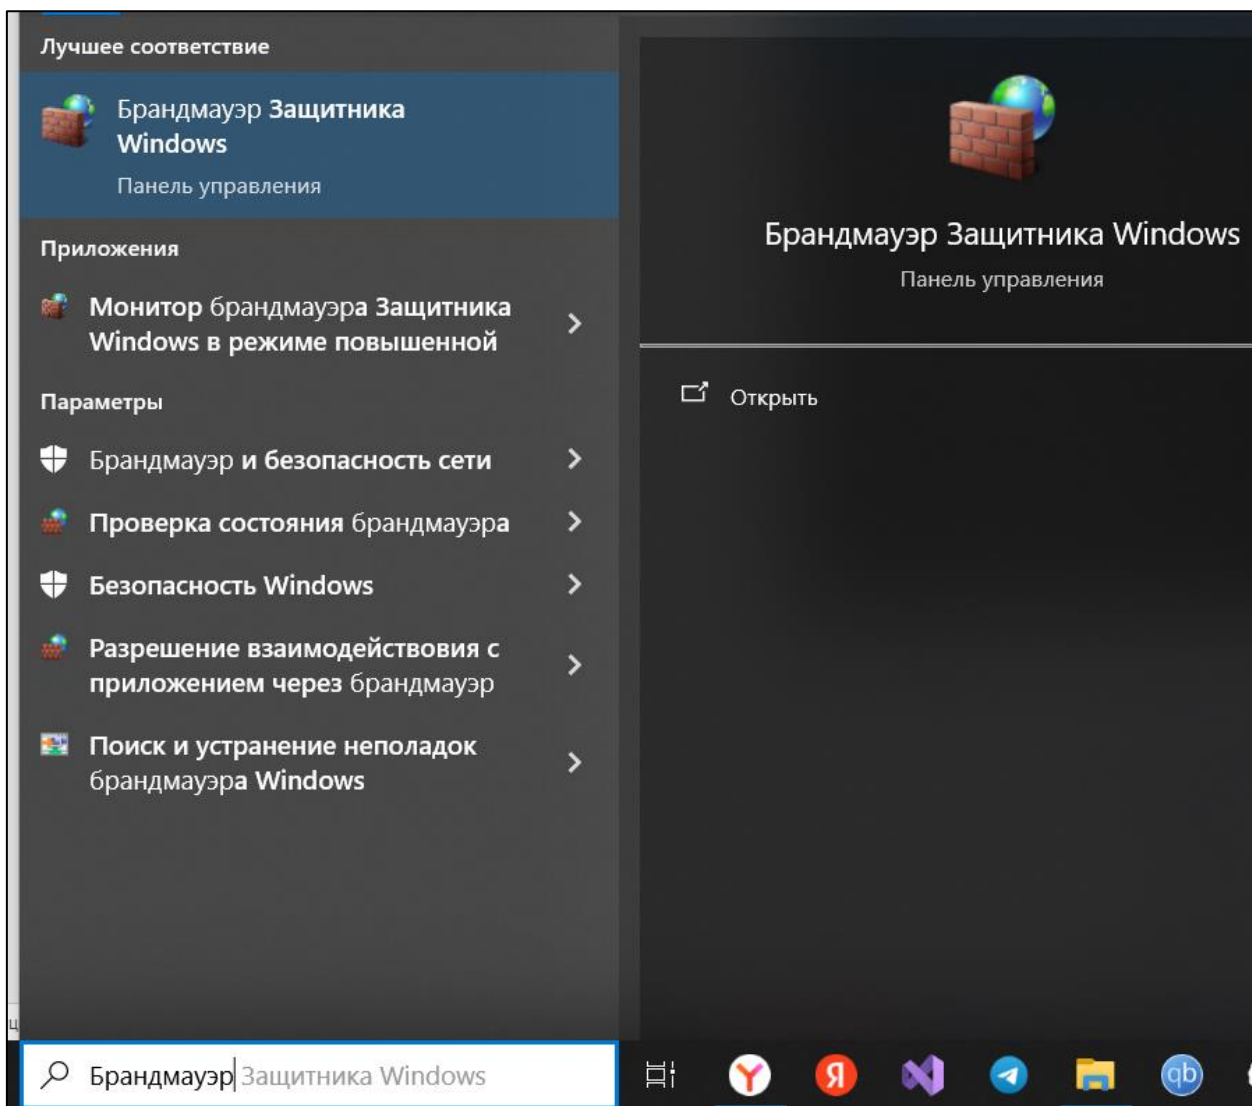 Лучшее соответствие
Брандмауэр Защитника
Windows
Панель управления
Приложения
Монитор брандмауэра Защитника
Windows в режиме повышенной
Параметры
Брандмауэр и безопасность сети
Проверка состояния брандмауэра
Безопасность Windows
Разрешение взаимодействовия с
приложением через брандмауэр
Поиск и устранение неполадок
брандмауэра Windows
Брандмауэр Защитника Windows
Панель управления
Открыть
ц
Брандмауэр Защитника Windows
Y
Я
qb